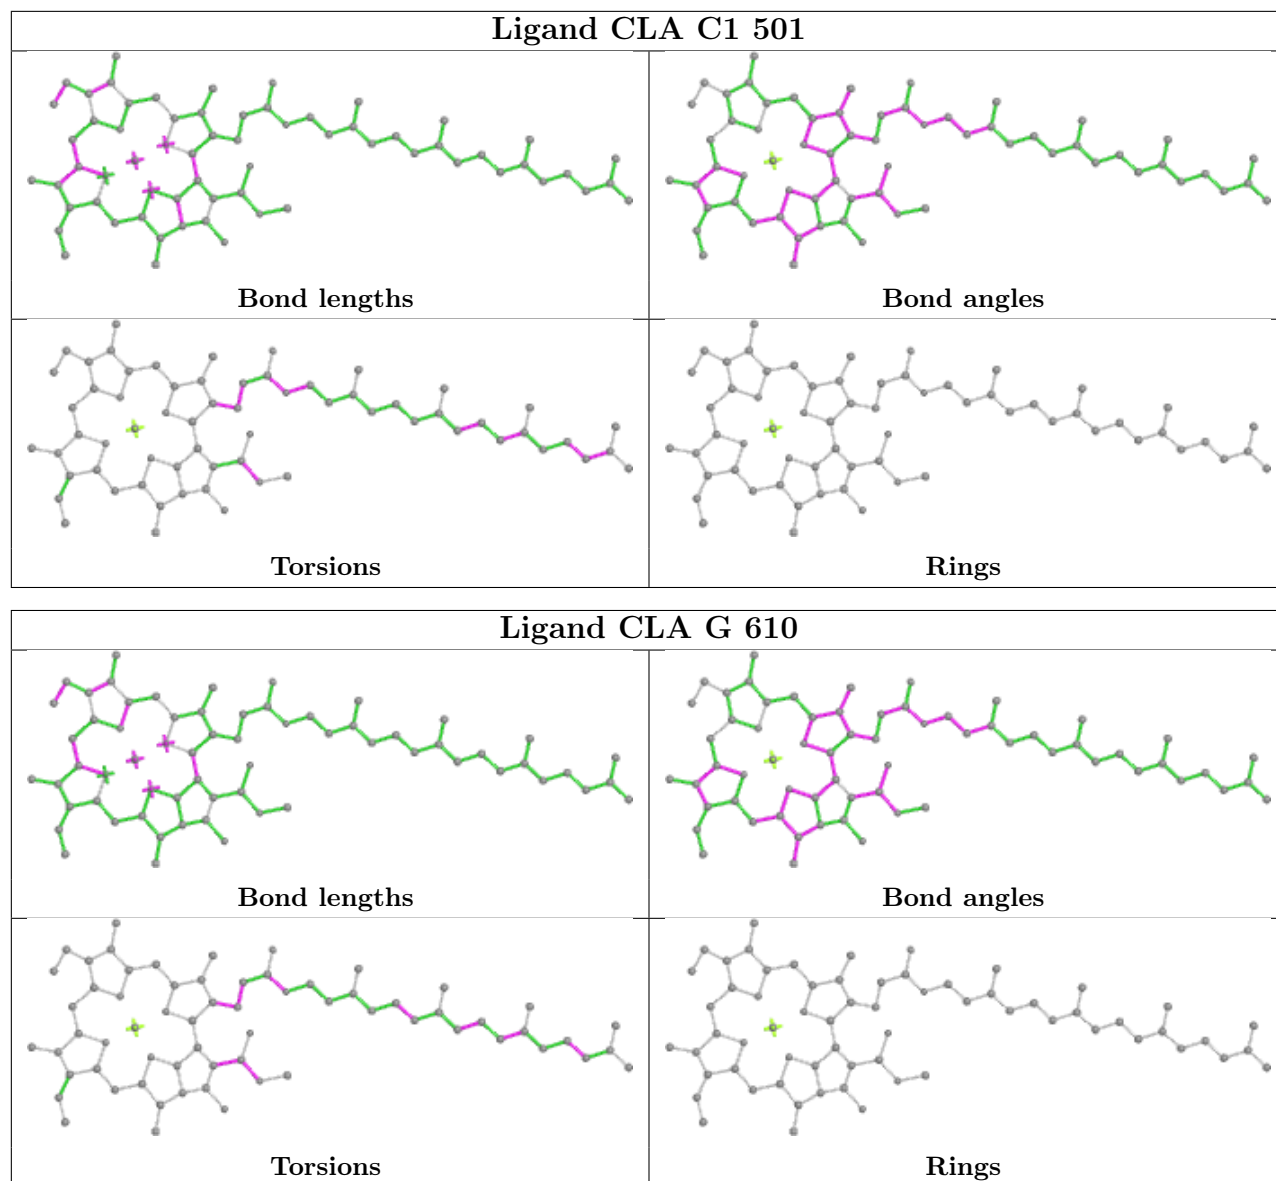 Ligand CLA C1 501
Bond lengths
Bond angles
Torsions
Rings
Ligand CLA G 610
Bond lengths
Bond angles
Torsions
Rings